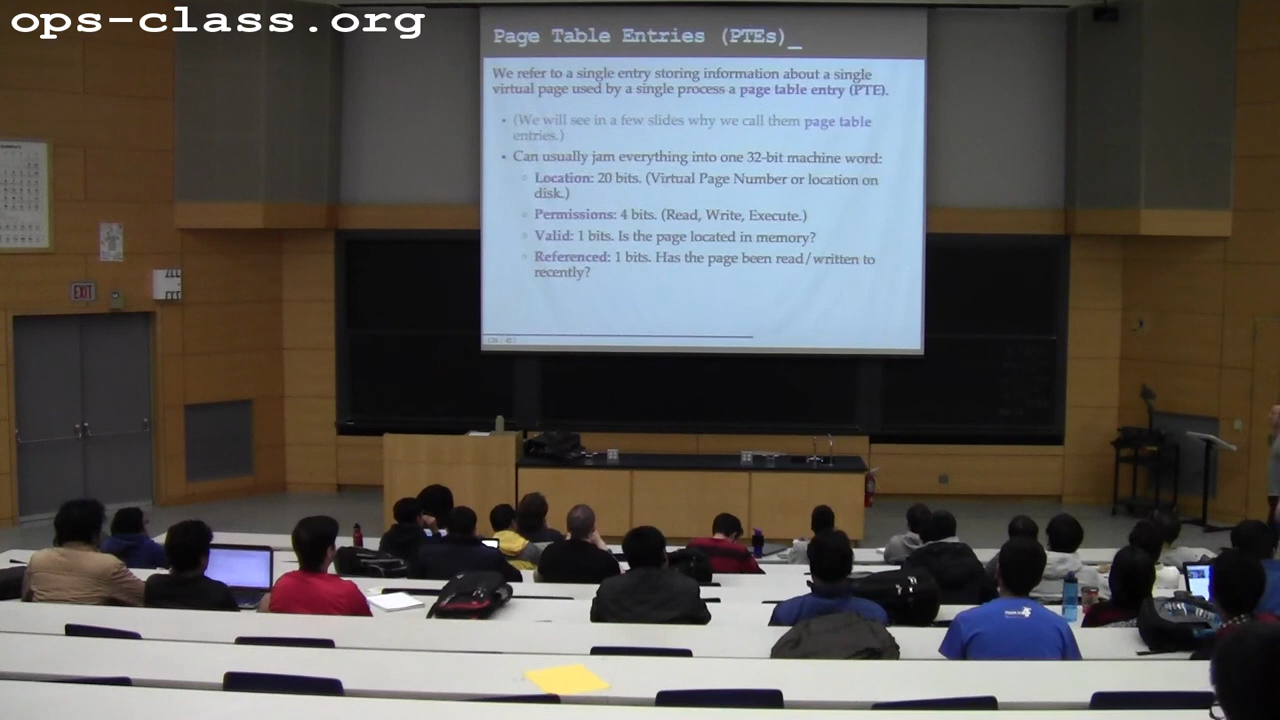 ops-class.org
Page Table Entries (PTEs)_
We refer to a single entry storing information about a single
virtual page used by a single process a page table entry (PTE).
(We will see in a few slides why we call them page table
entries.)
Can usually jam everything into one 32-bit machine word:
Location: 20 bits. (Virtual Page Number or location on
disk.)
Permissions: 4 bits. (Read, Write, Execute.)
Valid: 1 bits. Is the page located in memory?
Referenced: 1 bits. Has the page been read/written to
recently?
EXIT